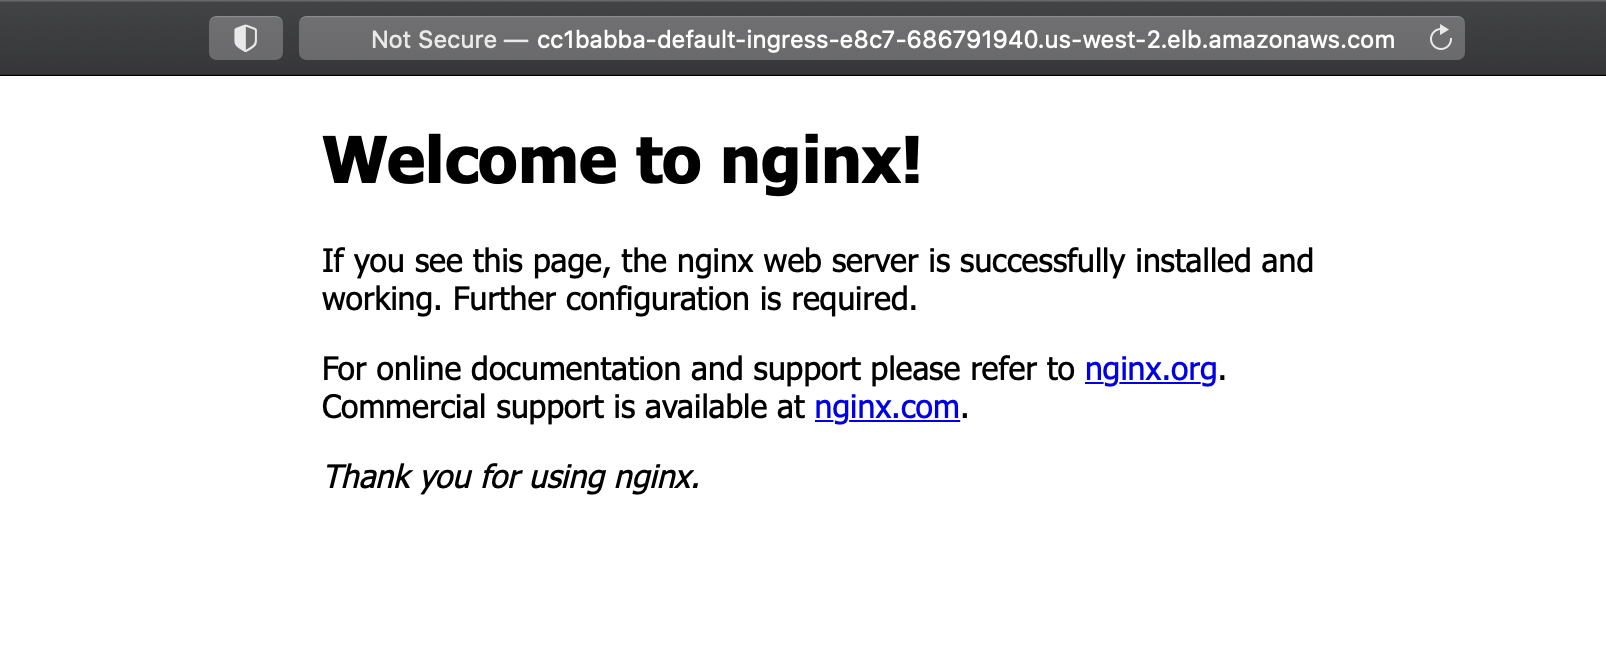 Not Secure — cc1babba-default-ingress-e8c7-686791940.us-west-2.elb.amazonaws.com
Welcome to nginx!
If you see this page, the nginx web server is successfully installed and
working. Further configuration is required.
For online documentation and support please refer to nginx.org.
Commercial support is available at nginx.com.
Thank you for using nginx.